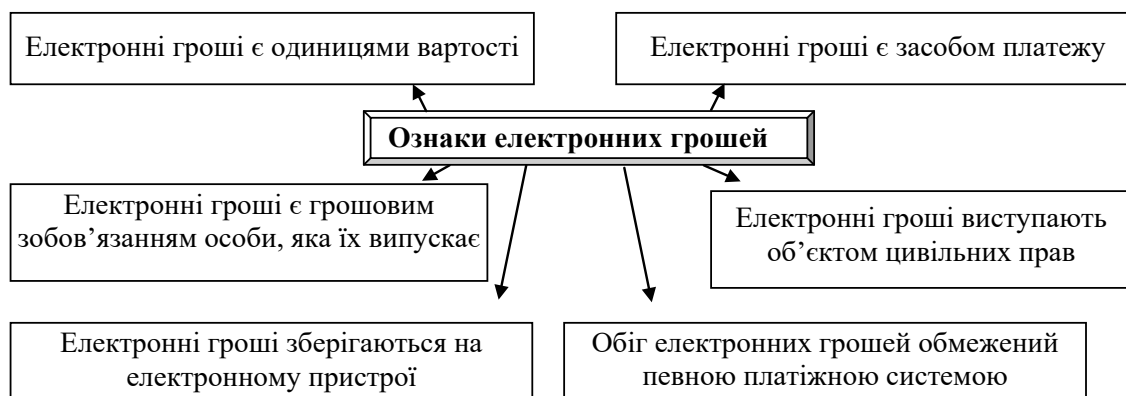 Електронні гроші є одиницями вартості
Електронні гроші є засобом платежу
Ознаки електронних грошей
Електронні гроші є грошовим
зобов’язанням особи, яка їх випускає
Електронні гроші виступають
об’єктом цивільних прав
Електронні гроші зберігаються на
електронному пристрої
Обіг електронних грошей обмежений
певною платіжною системою